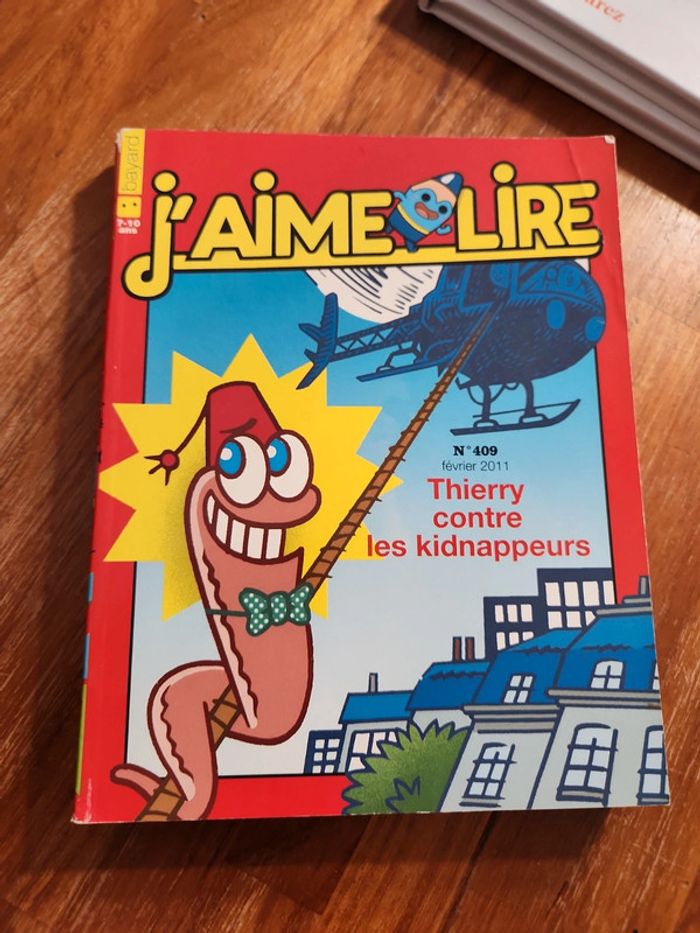 bayard
7-10
ans
J'AIME LIRE
N°409
février 2011
Thierry
contre
les kidnappeurs